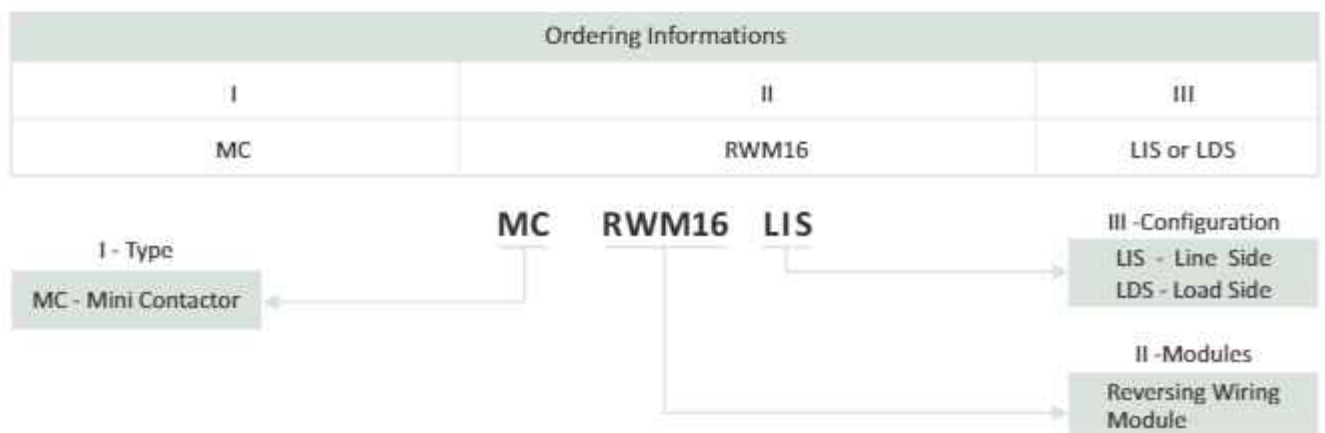 Ordering Informations
I II III
MC RWM16 LIS or LDS
MC RWM16 LIS
I - Type
MC - Mini Contactor
III -Configuration
LIS - Line Side
LDS - Load Side
II -Modules
Reversing Wiring
Module